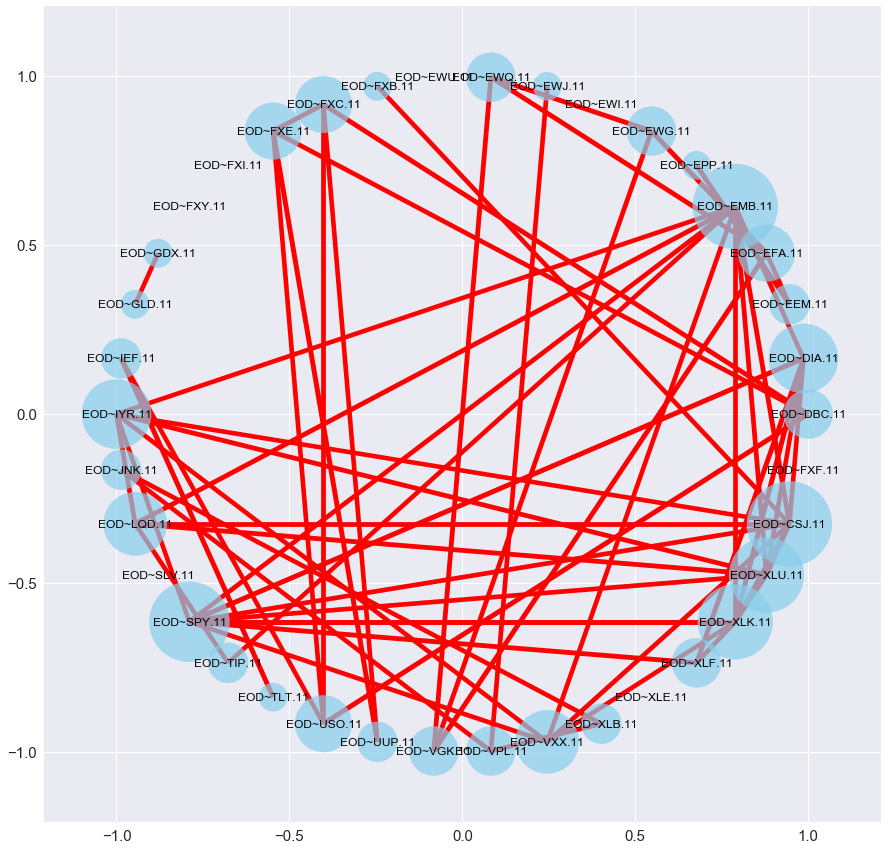 1.0
0.5
0.0
−0.5
−1.0
−1.0
−0.5
0.0
0.5
1.0
EOD~EWU.11
EOD~EWQ.11
EOD~FXB.11
EOD~EWJ.11
EOD~FXC.11
EOD~EWI.11
EOD~FXE.11
EOD~EWG.11
EOD~FXI.11
EOD~EPP.11
EOD~FXY.11
EOD~EMB.11
EOD~GDX.11
EOD~EFA.11
EOD~GLD.11
EOD~EEM.11
EOD~IEF.11
EOD~DIA.11
EOD~IYR.11
EOD~DBC.11
EOD~JNK.11
EOD~FXF.11
EOD~LQD.11
EOD~CSJ.11
EOD~SLV.11
EOD~XLU.11
EOD~SPY.11
EOD~XLK.11
EOD~TIP.11
EOD~XLF.11
EOD~TLT.11
EOD~XLE.11
EOD~USO.11
EOD~XLB.11
EOD~UUP.11
EOD~VXX.11
EOD~VGK.11
EOD~VPL.11